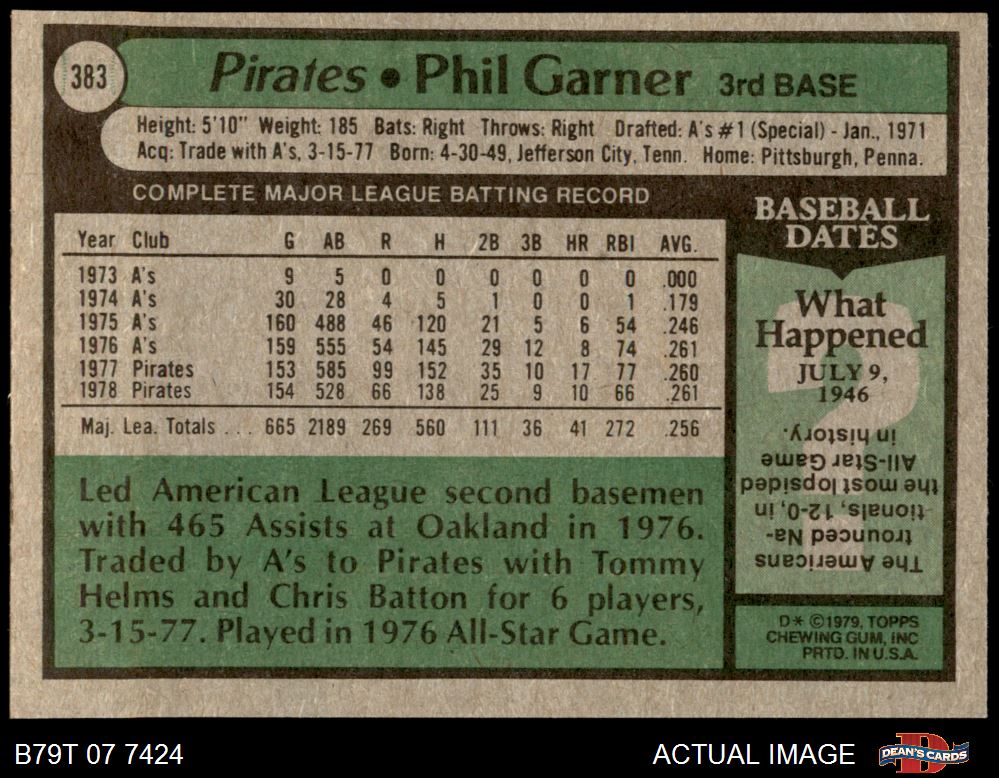 383
Pirates • Phil Garner 3rd BASE
Height: 5'10" Weight: 185 Bats: Right Throws: Right Drafted: A's #1 (Special) - Jan., 1971
Acq: Trade with A's, 3-15-77 Born: 4-30-49, Jefferson City, Tenn. Home: Pittsburgh, Penna.
COMPLETE MAJOR LEAGUE BATTING RECORD
Year Club G AB R H 2B 3B HR RBI AVG.
1973 A's 9 5 0 0 0 0 0 0 .000
1974 A's 30 28 4 5 1 0 0 1 .179
1975 A's 160 488 46 120 21 5 6 54 .246
1976 A's 159 555 54 145 29 12 8 74 .261
1977 Pirates 153 585 99 152 35 10 17 77 .260
1978 Pirates 154 528 66 138 25 9 10 66 .261
Maj. Lea. Totals ... 665 2189 269 560 111 36 41 272 .256
Led American League second basemen
with 465 Assists at Oakland in 1976.
Traded by A's to Pirates with Tommy
Helms and Chris Batton for 6 players,
3-15-77. Played in 1976 All-Star Game.
BASEBALL
DATES
What
Happened
JULY 9,
1946
?
The Americans
trounced Na-
tionals, 12-0, in
the most lopsided
All-Star Game
in history.
D* ©1979, TOPPS
CHEWING GUM, INC
PRTD. IN U.S.A.
B79T 07 7424
ACTUAL IMAGE
D
DEAN'S CARDS